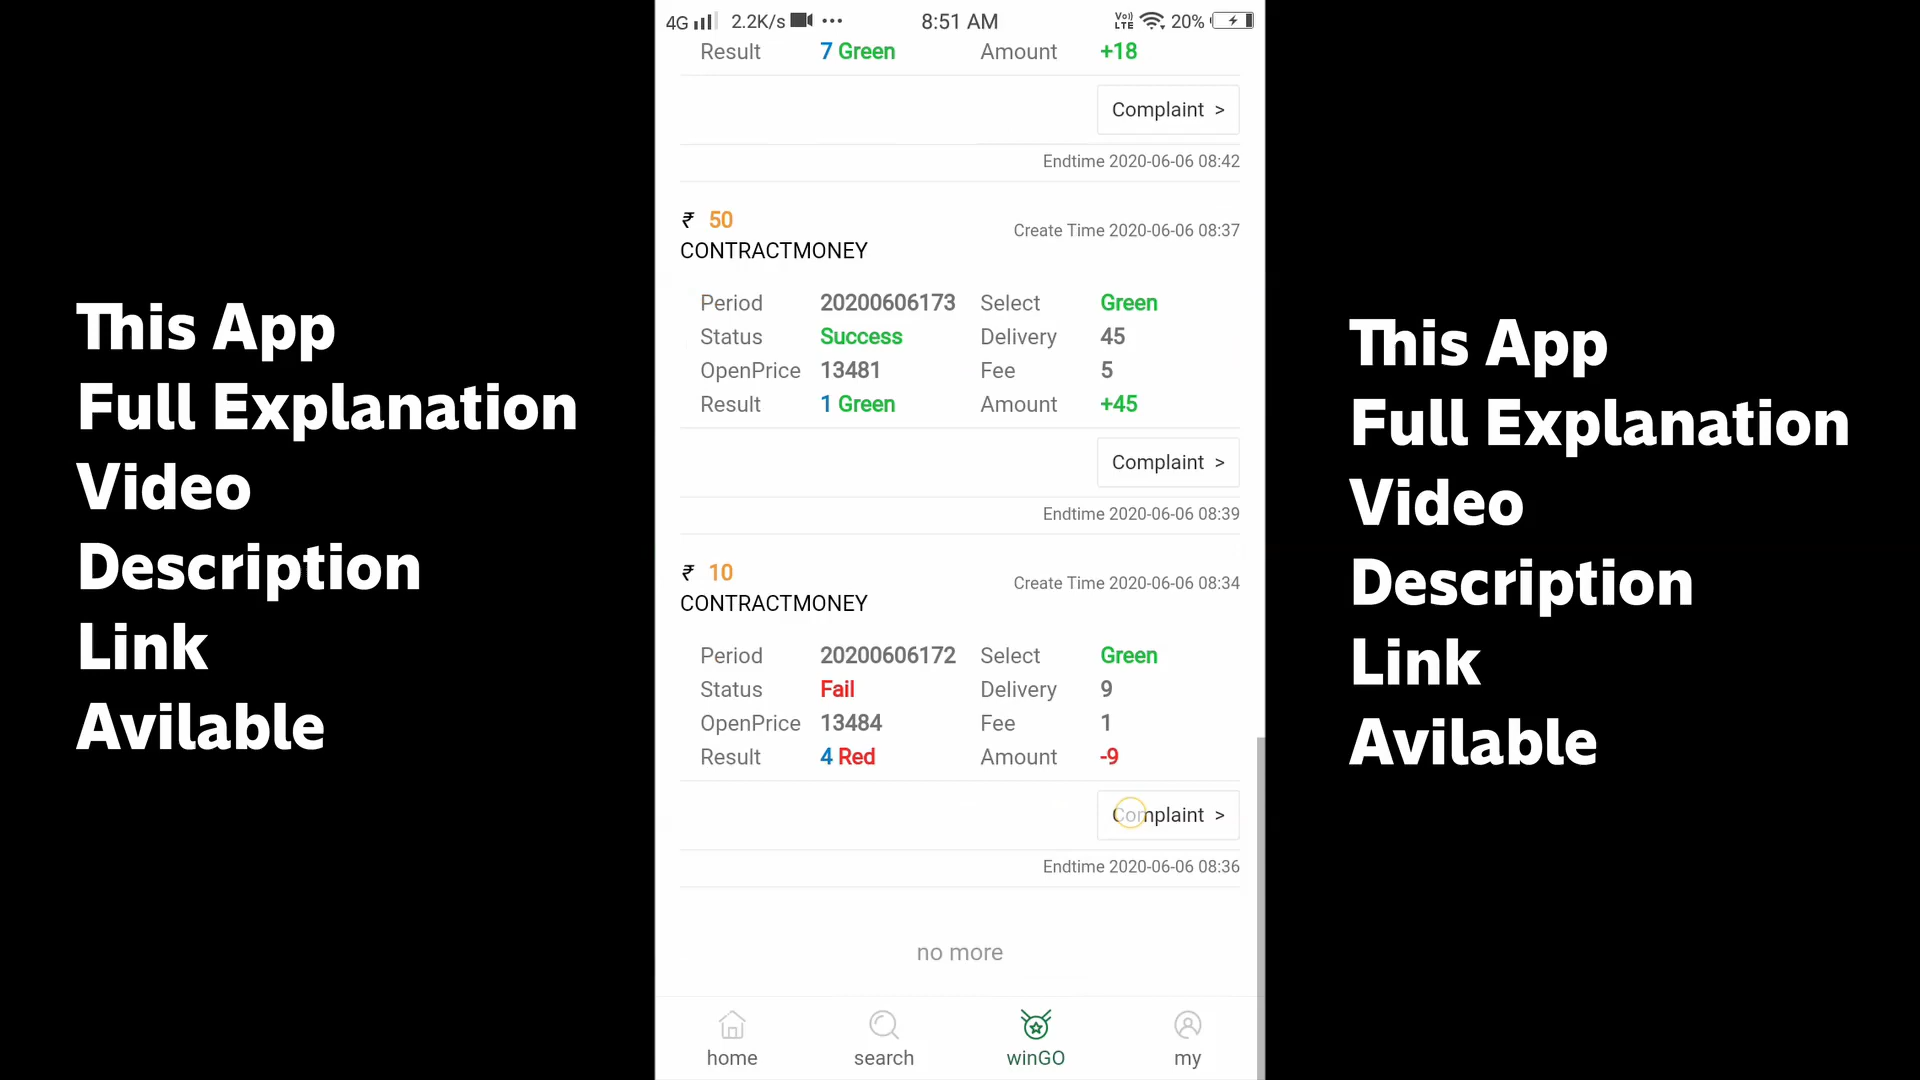 This App
Full Explanation
Video
Description
Link
Avilable
4G 2.2K/s 8:51 AM VoLTE 20%
Result 7 Green Amount +18
Complaint >
Endtime 2020-06-06 08:42
₹ 50
Create Time 2020-06-06 08:37
CONTRACTMONEY
Period 20200606173 Select Green
Status Success Delivery 45
OpenPrice 13481 Fee 5
Result 1 Green Amount +45
Complaint >
Endtime 2020-06-06 08:39
₹ 10
Create Time 2020-06-06 08:34
CONTRACTMONEY
Period 20200606172 Select Green
Status Fail Delivery 9
OpenPrice 13484 Fee 1
Result 4 Red Amount -9
Complaint >
Endtime 2020-06-06 08:36
no more
home search winGO my
This App
Full Explanation
Video
Description
Link
Avilable